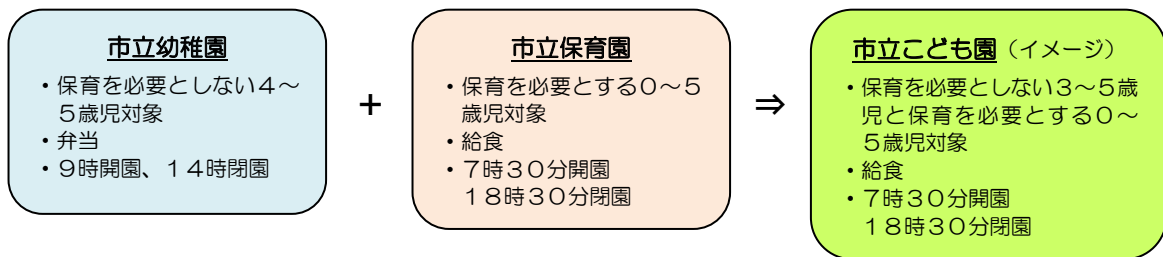 市立幼稚園
・保育を必要としない４～
５歳児対象
・弁当
・９時開園、１４時閉園
＋
市立保育園
・保育を必要とする０～５
歳児対象
・給食
・７時３０分開園
１８時３０分閉園
⇒
市立こども園（イメージ）
・保育を必要としない３～５歳
児と保育を必要とする０～
５歳児対象
・給食
・７時３０分開園
１８時３０分閉園